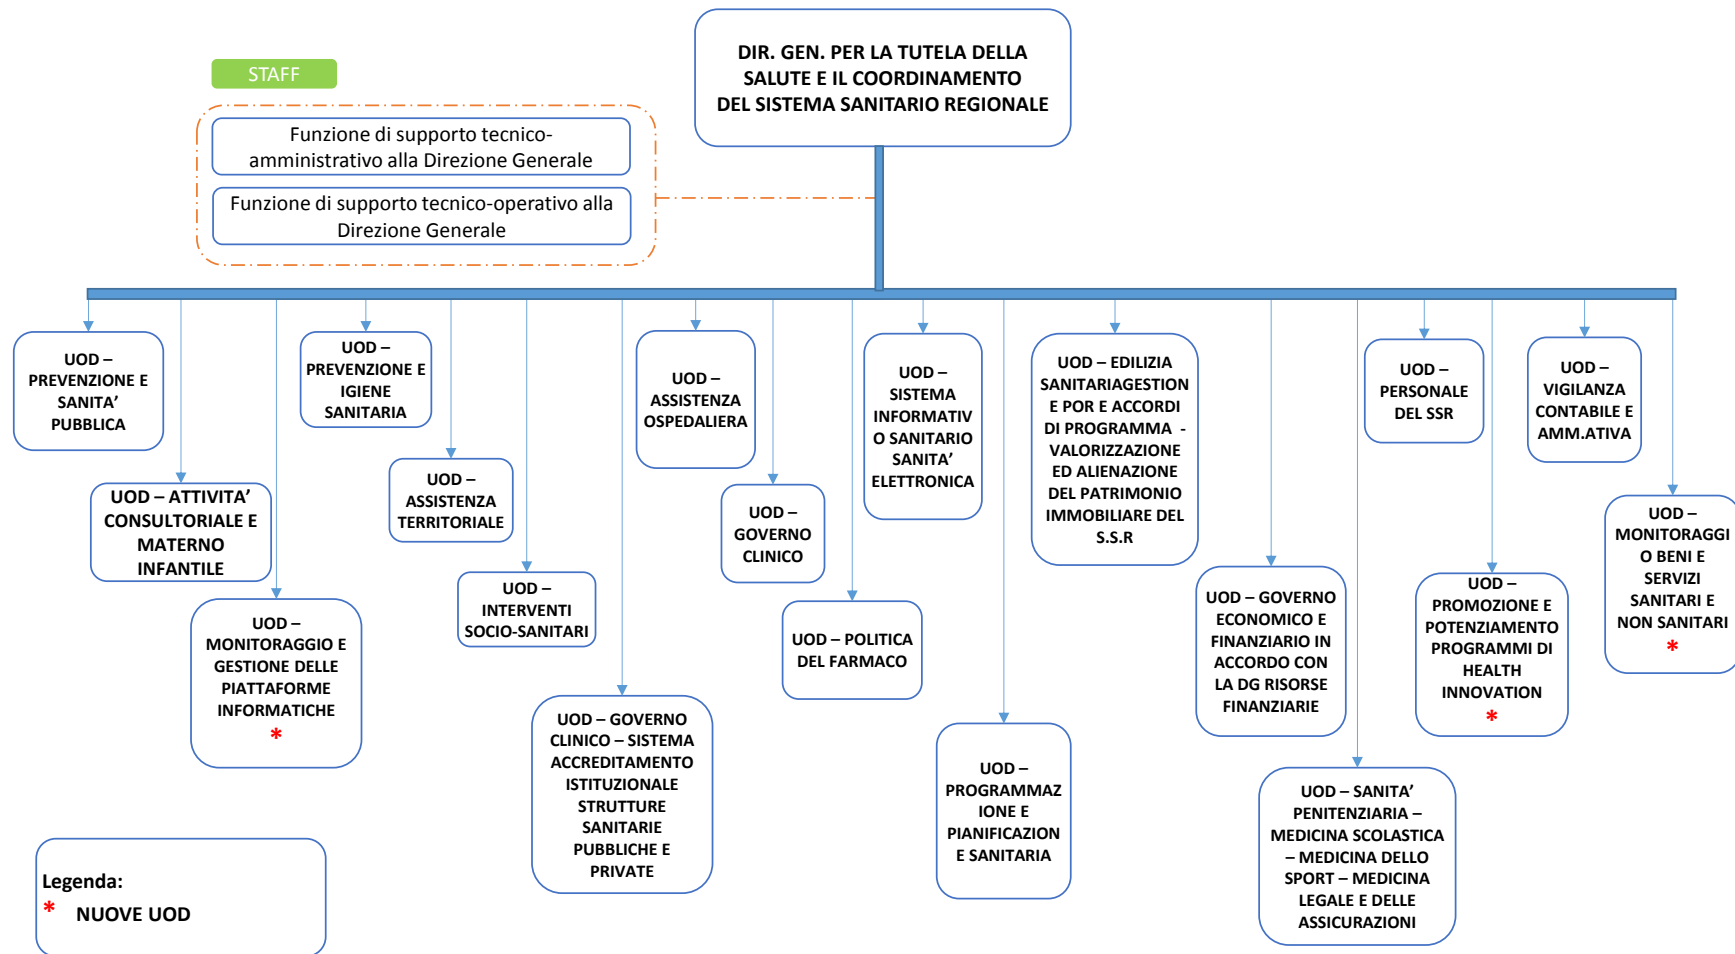 DIR. GEN. PER LA TUTELA DELLA
SALUTE E IL COORDINAMENTO
DEL SISTEMA SANITARIO REGIONALE
STAFF
Funzione di supporto tecnico-
amministrativo alla Direzione Generale
Funzione di supporto tecnico-operativo alla
Direzione Generale
UOD –
PREVENZIONE E
SANITA’
PUBBLICA
UOD – ATTIVITA’
CONSULTORIALE E
MATERNO
INFANTILE
UOD –
MONITORAGGIO E
GESTIONE DELLE
PIATTAFORME
INFORMATICHE
*
UOD –
PREVENZIONE E
IGIENE
SANITARIA
UOD –
ASSISTENZA
TERRITORIALE
UOD –
INTERVENTI
SOCIO-SANITARI
UOD – GOVERNO
CLINICO – SISTEMA
ACCREDITAMENTO
ISTITUZIONALE
STRUTTURE
SANITARIE
PUBBLICHE E
PRIVATE
UOD –
ASSISTENZA
OSPEDALIERA
UOD –
GOVERNO
CLINICO
UOD – POLITICA
DEL FARMACO
UOD –
SISTEMA
INFORMATIV
O SANITARIO
SANITA’
ELETTRONICA
UOD –
PROGRAMMAZ
IONE E
PIANIFICAZION
E SANITARIA
UOD – EDILIZIA
SANITARIAGESTION
E POR E ACCORDI
DI PROGRAMMA -
VALORIZZAZIONE
ED ALIENAZIONE
DEL PATRIMONIO
IMMOBILIARE DEL
S.S.R
UOD – GOVERNO
ECONOMICO E
FINANZIARIO IN
ACCORDO CON
LA DG RISORSE
FINANZIARIE
UOD – SANITA’
PENITENZIARIA –
MEDICINA SCOLASTICA
– MEDICINA DELLO
SPORT – MEDICINA
LEGALE E DELLE
ASSICURAZIONI
UOD –
PERSONALE
DEL SSR
UOD –
PROMOZIONE E
POTENZIAMENTO
PROGRAMMI DI
HEALTH
INNOVATION
*
UOD –
VIGILANZA
CONTABILE E
AMM.ATIVA
UOD –
MONITORAGGI
O BENI E
SERVIZI
SANITARI E
NON SANITARI
*
Legenda:
* NUOVE UOD